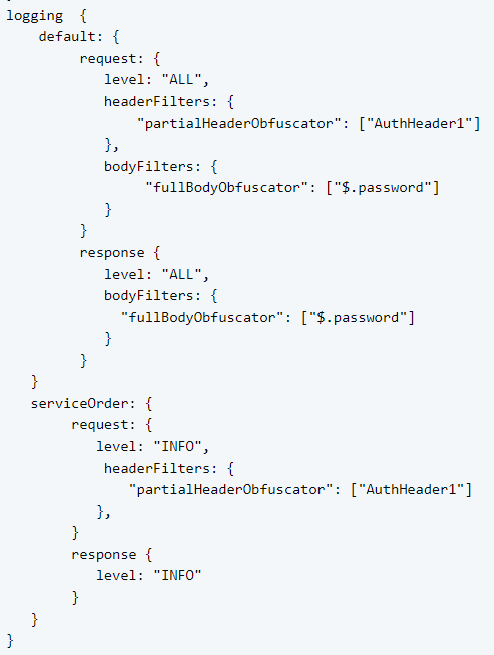 logging  {
    default: {
         request: {
            level: "ALL",
            headerFilters: {
                "partialHeaderObfuscator": ["AuthHeader1"]
            },
            bodyFilters: {
                 "fullBodyObfuscator": ["$.password"]
            }
         }
         response {
            level: "ALL",
            bodyFilters: {
              "fullBodyObfuscator": ["$.password"]
            }
         }
   }
   serviceOrder: {
        request: {
           level: "INFO",
            headerFilters: {
               "partialHeaderObfuscator": ["AuthHeader1"]
           },
        }
        response {
           level: "INFO"
        }
   }
}